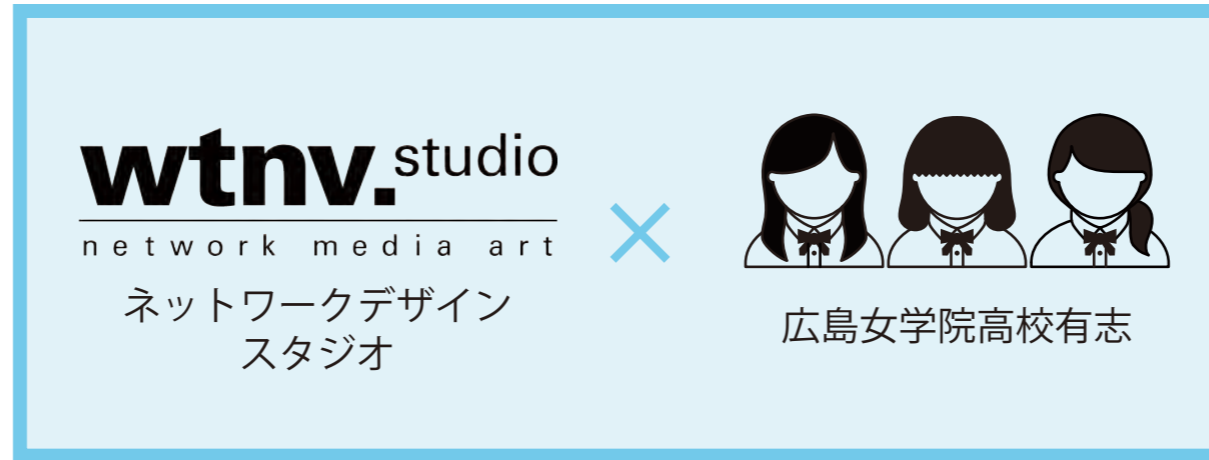 wtnv.studio
network media art
ネットワークデザイン
スタジオ
×
広島女学院高校有志